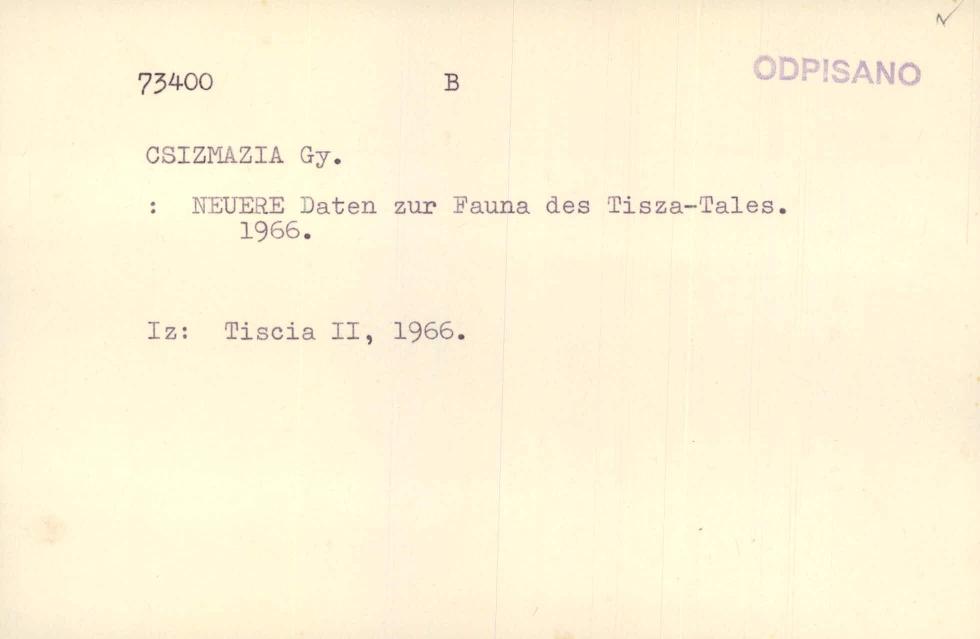 73400 B ODPISANO
CSIZMAZIA Gy.
: NEUERE Daten zur Fauna des Tisza-Tales.
1966.
Iz: Tiscia II, 1966.